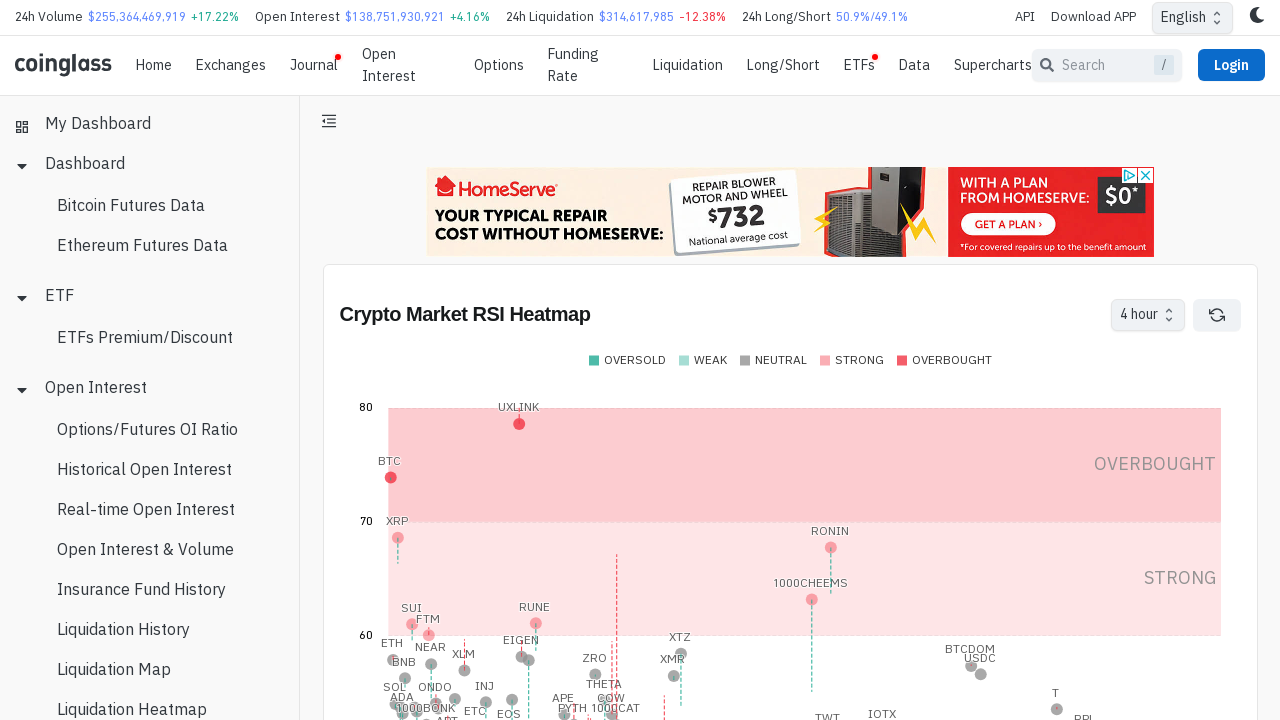 24h Volume $255,364,469,919 +17.22% Open Interest $138,751,930,921 +4.16% 24h Liquidation $314,617,985 -12.38% 24h Long/Short 50.9%/49.1% API Download APP English
coinglass Home Exchanges Journal Open Interest Options Funding Rate Liquidation Long/Short ETFs Data Supercharts Search / Login
My Dashboard
Dashboard
Bitcoin Futures Data
Ethereum Futures Data
ETF
ETFs Premium/Discount
Open Interest
Options/Futures OI Ratio
Historical Open Interest
Real-time Open Interest
Open Interest & Volume
Insurance Fund History
Liquidation History
Liquidation Map
Liquidation Heatmap
HomeServe
YOUR TYPICAL REPAIR
COST WITHOUT HOMESERVE:
REPAIR BLOWER
MOTOR AND WHEEL
$732
National average cost
WITH A PLAN
FROM HOMESERVE:
$0*
GET A PLAN ›
*For covered repairs up to the benefit amount
Crypto Market RSI Heatmap
4 hour
OVERSOLD WEAK NEUTRAL STRONG OVERBOUGHT
80
UXLINK
BTC
OVERBOUGHT
70
XRP
RONIN
STRONG
1000CHEEMS
SUI
RUNE
FTM
60
ETH
EIGEN
XTZ
NEAR
BTCDOM
XLM
BNB
ZRO
XMR
USDC
SOL
ONDO
INJ
THETA
T
ADA
APE
COW
1000BONK
ETC
EOS
PYTH
1000CAT
TWT
IOTX